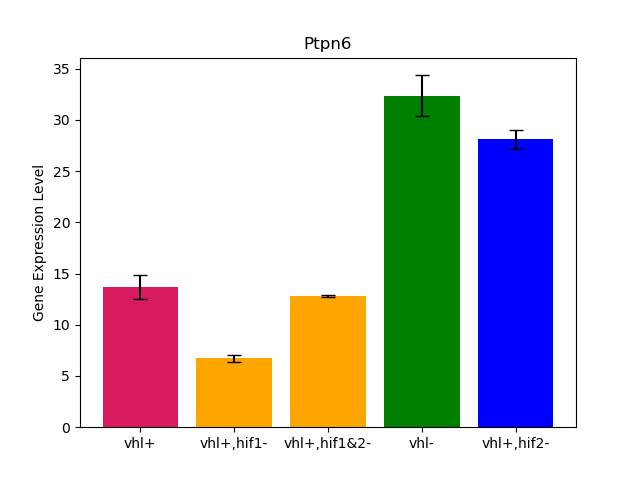 Ptpn6
Gene Expression Level
35
30
25
20
15
10
5
0
vhl+
vhl+,hif1-
vhl+,hif1&2-
vhl-
vhl+,hif2-